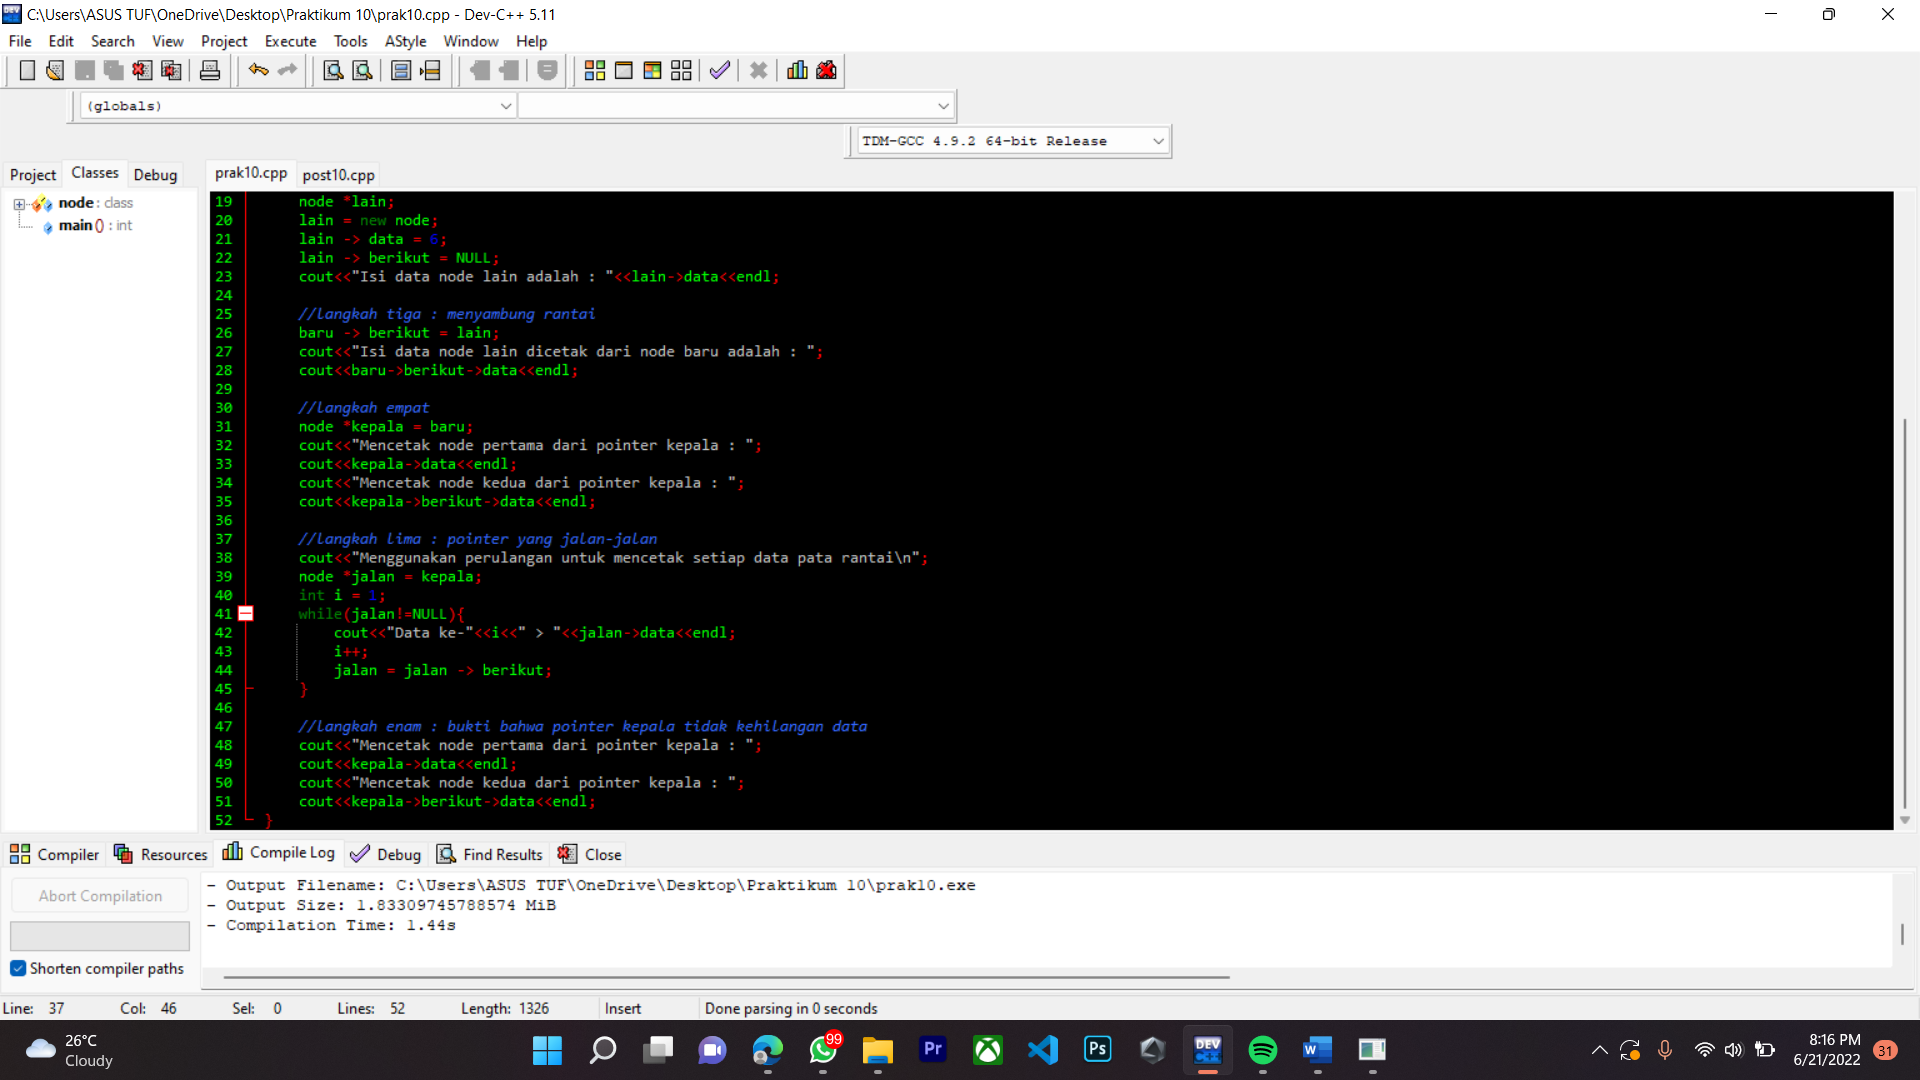 C:\Users\ASUS TUF\OneDrive\Desktop\Praktikum 10\prak10.cpp - Dev-C++ 5.11
File Edit Search View Project Execute Tools AStyle Window Help
(globals)
TDM-GCC 4.9.2 64-bit Release
Project Classes Debug
prak10.cpp post10.cpp
node : class
main () : int
19 node *lain;
20 lain = new node;
21 lain -> data = 6;
22 lain -> berikut = NULL;
23 cout<<"Isi data node lain adalah : "<<lain->data<<endl;
24
25 //langkah tiga : menyambung rantai
26 baru -> berikut = lain;
27 cout<<"Isi data node lain dicetak dari node baru adalah : ";
28 cout<<baru->berikut->data<<endl;
29
30 //langkah empat
31 node *kepala = baru;
32 cout<<"Mencetak node pertama dari pointer kepala : ";
33 cout<<kepala->data<<endl;
34 cout<<"Mencetak node kedua dari pointer kepala : ";
35 cout<<kepala->berikut->data<<endl;
36
37 //langkah lima : pointer yang jalan-jalan
38 cout<<"Menggunakan perulangan untuk mencetak setiap data pata rantai\n";
39 node *jalan = kepala;
40 int i = 1;
41 while(jalan!=NULL){
42 cout<<"Data ke-"<<i<<" > "<<jalan->data<<endl;
43 i++;
44 jalan = jalan -> berikut;
45 }
46
47 //langkah enam : bukti bahwa pointer kepala tidak kehilangan data
48 cout<<"Mencetak node pertama dari pointer kepala : ";
49 cout<<kepala->data<<endl;
50 cout<<"Mencetak node kedua dari pointer kepala : ";
51 cout<<kepala->berikut->data<<endl;
52 }
Compiler Resources Compile Log Debug Find Results Close
Abort Compilation
Shorten compiler paths
- Output Filename: C:\Users\ASUS TUF\OneDrive\Desktop\Praktikum 10\prak10.exe
- Output Size: 1.83309745788574 MiB
- Compilation Time: 1.44s
Line: 37 Col: 46 Sel: 0 Lines: 52 Length: 1326 Insert Done parsing in 0 seconds
26°C
Cloudy
99
Pr
Ps
DEV
C++
W
8:16 PM
6/21/2022
31